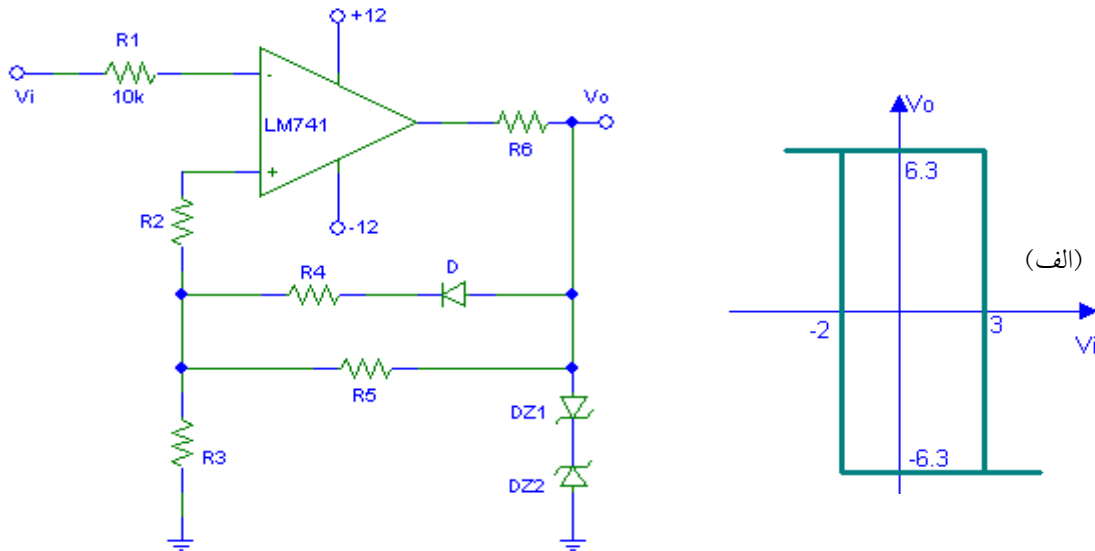 R1
10k
Vi
+12
-
LM741
+
-12
R2
R6
Vo
R4
D
R5
R3
DZ1
DZ2
Vo
6.3
(الف)
-2
3
Vi
-6.3